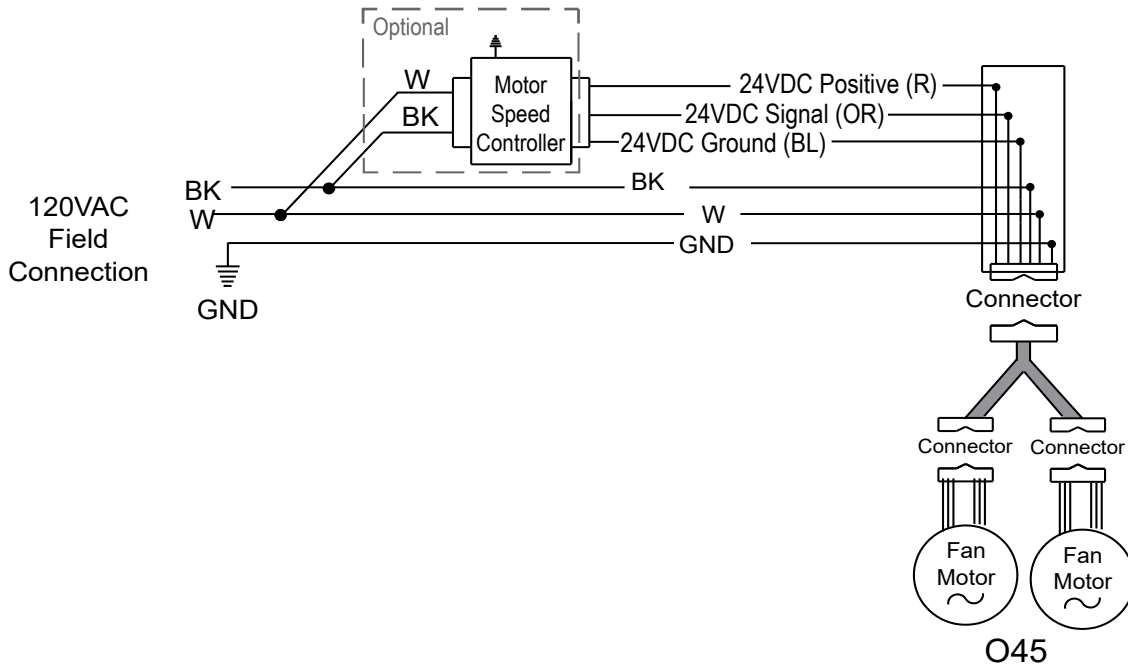 Optional
W
BK
Motor
Speed
Controller
24VDC Positive (R)
24VDC Signal (OR)
24VDC Ground (BL)
120VAC
Field
Connection
BK
W
GND
BK
W
GND
Connector
Connector
Connector
Fan
Motor
Fan
Motor
O45